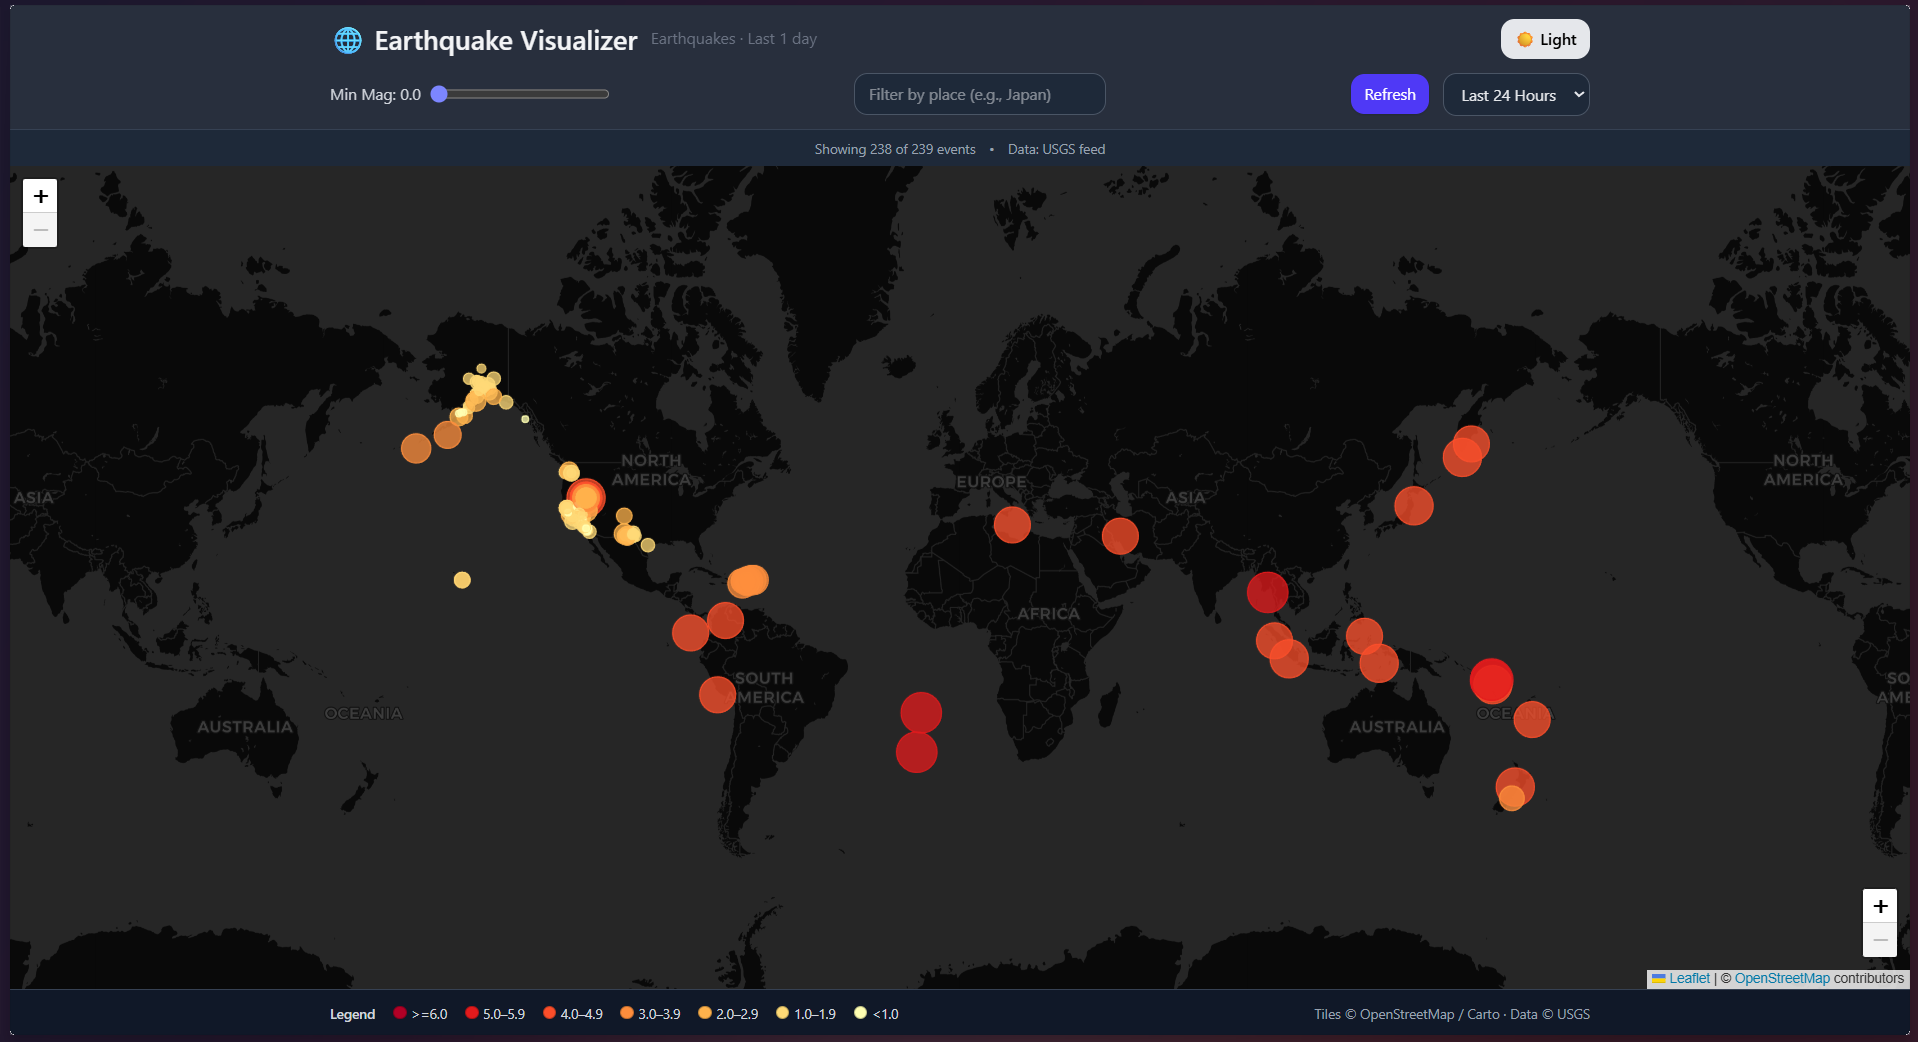 Earthquake Visualizer Earthquakes · Last 1 day
Light
Min Mag: 0.0
Filter by place (e.g., Japan)
Refresh
Last 24 Hours
Showing 238 of 239 events • Data: USGS feed
+
−
NORTH
AMERICA
NORTH
AMERICA
ASIA
EUROPE
ASIA
AFRICA
SOUTH
AMERICA
SO
AME
OCEANIA
OCEANIA
AUSTRALIA
AUSTRALIA
+
−
Leaflet | © OpenStreetMap contributors
Legend >=6.0 5.0–5.9 4.0–4.9 3.0–3.9 2.0–2.9 1.0–1.9 <1.0
Tiles © OpenStreetMap / Carto · Data © USGS